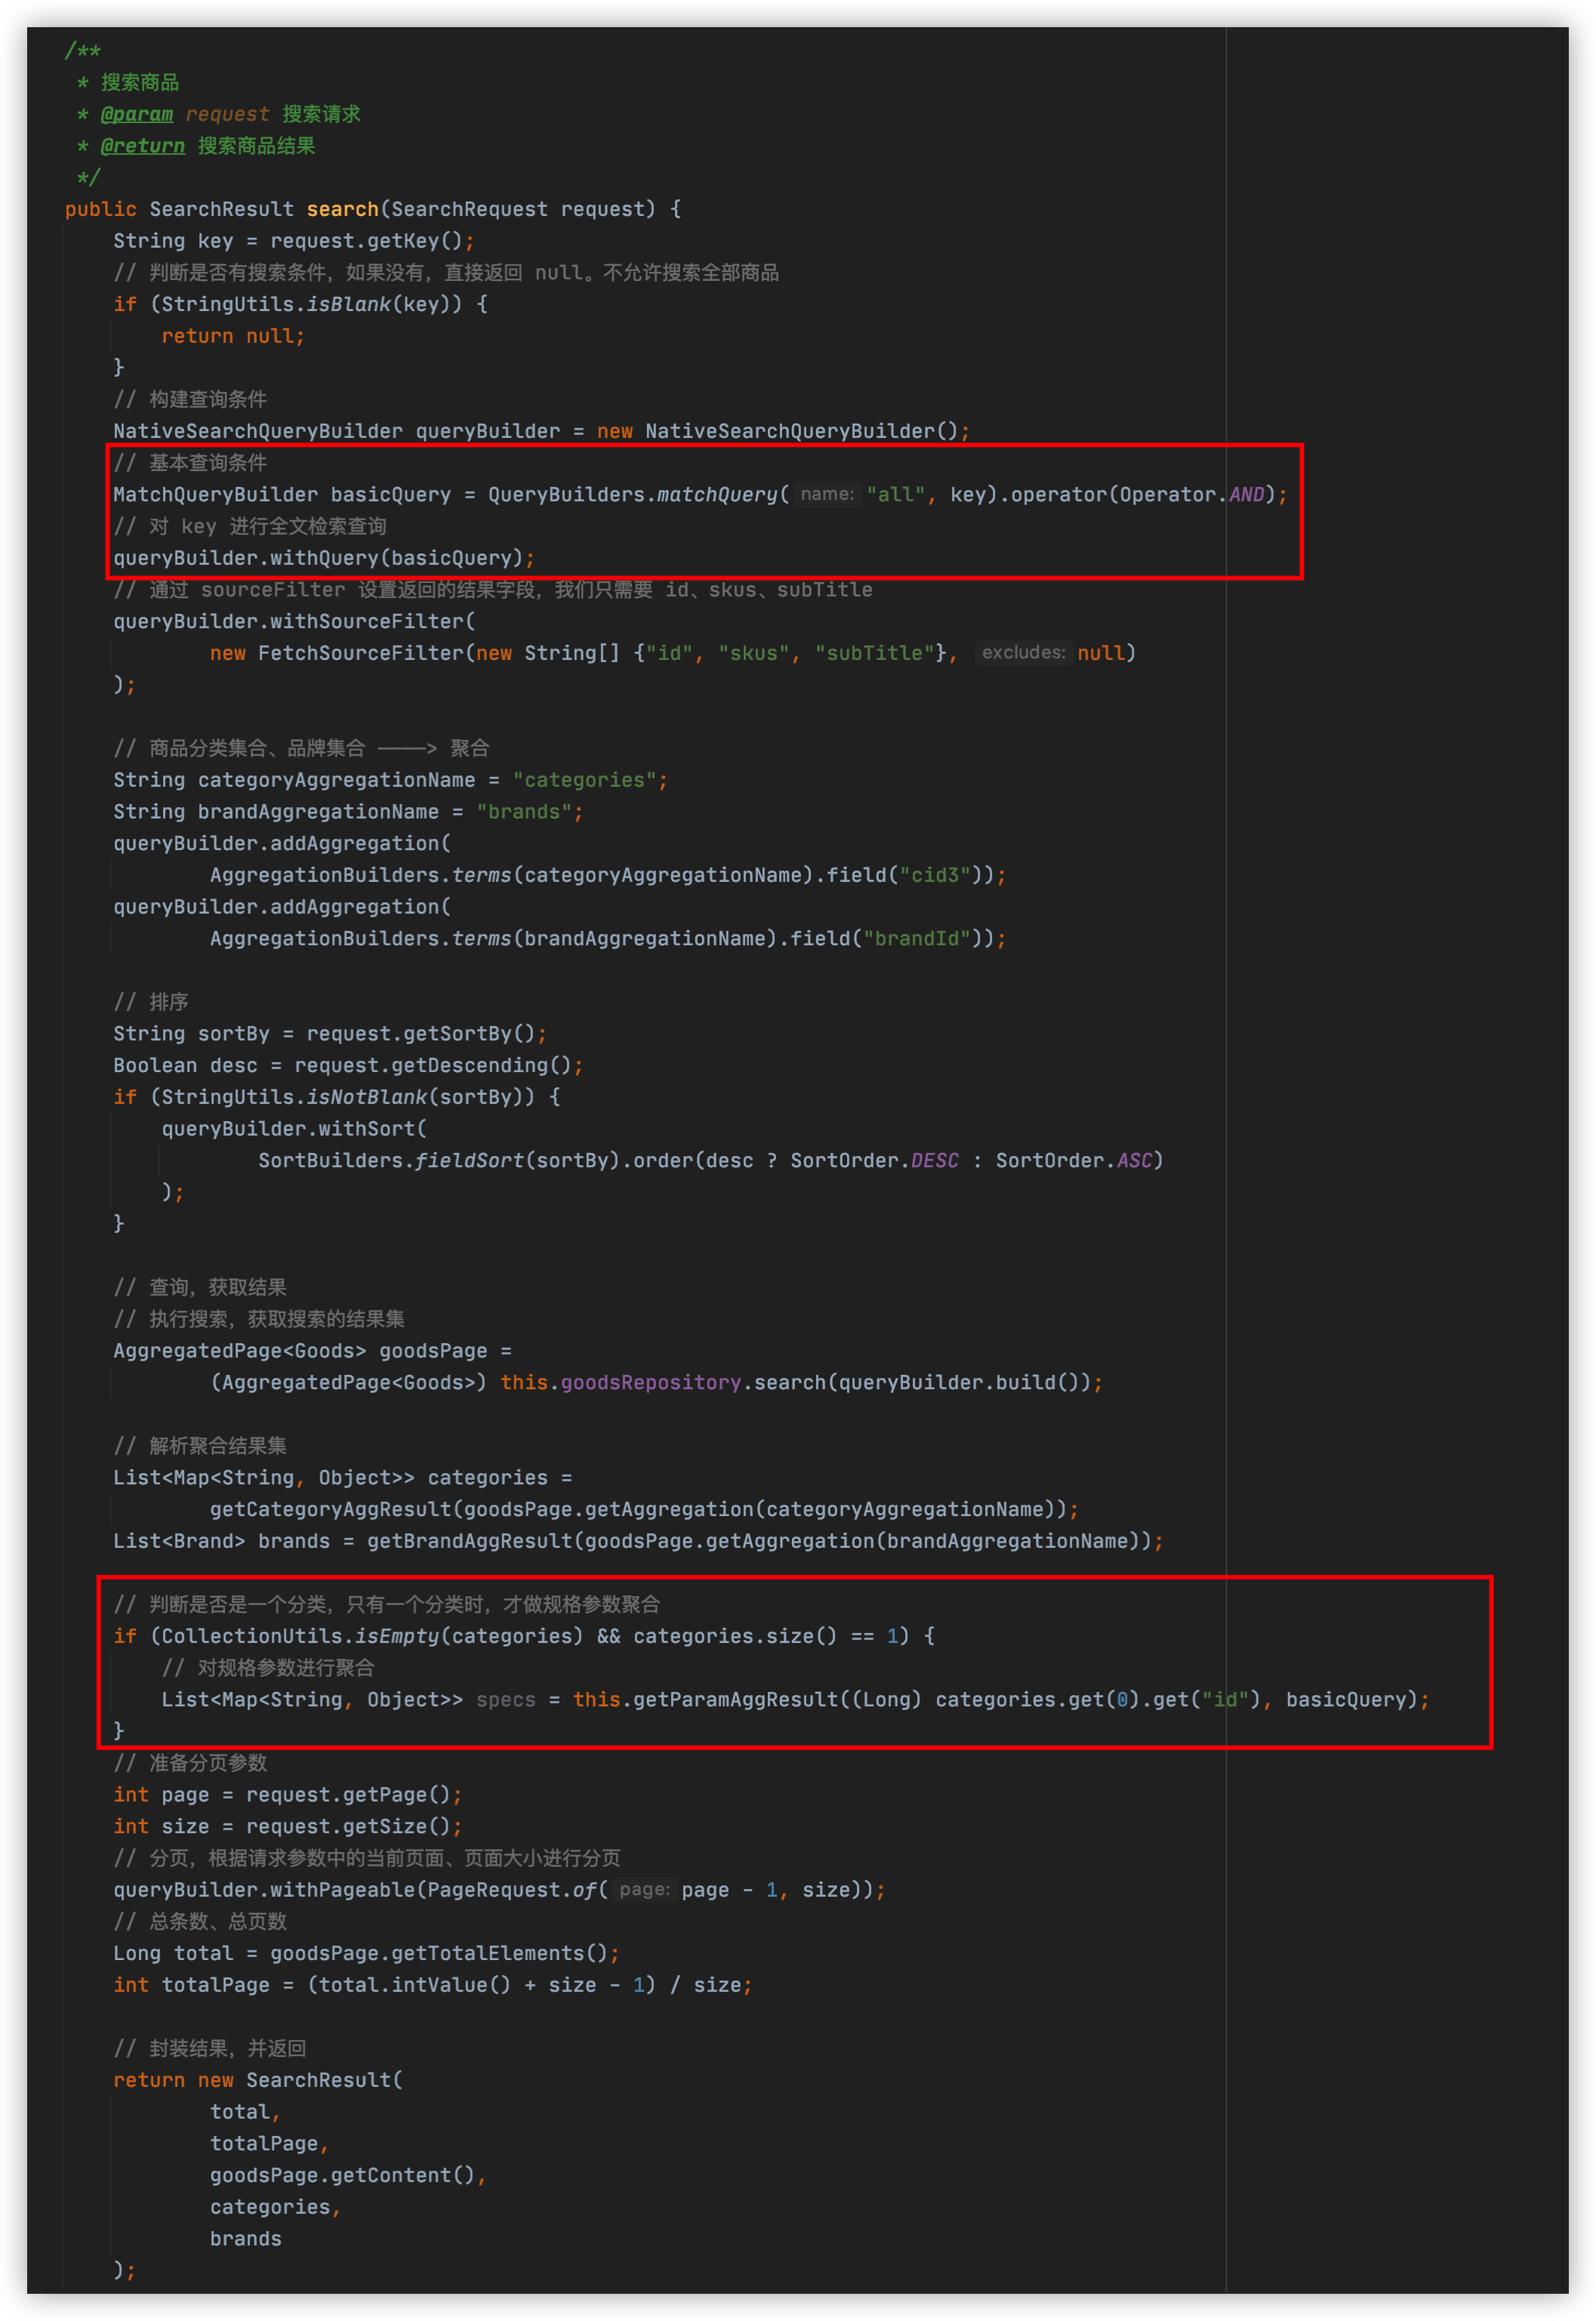 /**
 * 搜索商品
 * @param request 搜索请求
 * @return 搜索商品结果
 */
public SearchResult search(SearchRequest request) {
    String key = request.getKey();
    // 判断是否有搜索条件，如果没有，直接返回 null。不允许搜索全部商品
    if (StringUtils.isBlank(key)) {
        return null;
    }
    // 构建查询条件
    NativeSearchQueryBuilder queryBuilder = new NativeSearchQueryBuilder();
    // 基本查询条件
    MatchQueryBuilder basicQuery = QueryBuilders.matchQuery( name: "all", key).operator(Operator.AND);
    // 对 key 进行全文检索查询
    queryBuilder.withQuery(basicQuery);
    // 通过 sourceFilter 设置返回的结果字段，我们只需要 id、skus、subTitle
    queryBuilder.withSourceFilter(
            new FetchSourceFilter(new String[] {"id", "skus", "subTitle"}, excludes: null)
    );

    // 商品分类集合、品牌集合 ————> 聚合
    String categoryAggregationName = "categories";
    String brandAggregationName = "brands";
    queryBuilder.addAggregation(
            AggregationBuilders.terms(categoryAggregationName).field("cid3"));
    queryBuilder.addAggregation(
            AggregationBuilders.terms(brandAggregationName).field("brandId"));

    // 排序
    String sortBy = request.getSortBy();
    Boolean desc = request.getDescending();
    if (StringUtils.isNotBlank(sortBy)) {
        queryBuilder.withSort(
                SortBuilders.fieldSort(sortBy).order(desc ? SortOrder.DESC : SortOrder.ASC)
        );
    }

    // 查询，获取结果
    // 执行搜索，获取搜索的结果集
    AggregatedPage<Goods> goodsPage =
            (AggregatedPage<Goods>) this.goodsRepository.search(queryBuilder.build());

    // 解析聚合结果集
    List<Map<String, Object>> categories =
            getCategoryAggResult(goodsPage.getAggregation(categoryAggregationName));
    List<Brand> brands = getBrandAggResult(goodsPage.getAggregation(brandAggregationName));

    // 判断是否是一个分类，只有一个分类时，才做规格参数聚合
    if (CollectionUtils.isEmpty(categories) && categories.size() == 1) {
        // 对规格参数进行聚合
        List<Map<String, Object>> specs = this.getParamAggResult((Long) categories.get(0).get("id"), basicQuery);
    }
    // 准备分页参数
    int page = request.getPage();
    int size = request.getSize();
    // 分页，根据请求参数中的当前页面、页面大小进行分页
    queryBuilder.withPageable(PageRequest.of( page: page - 1, size));
    // 总条数、总页数
    Long total = goodsPage.getTotalElements();
    int totalPage = (total.intValue() + size - 1) / size;

    // 封装结果，并返回
    return new SearchResult(
            total,
            totalPage,
            goodsPage.getContent(),
            categories,
            brands
    );